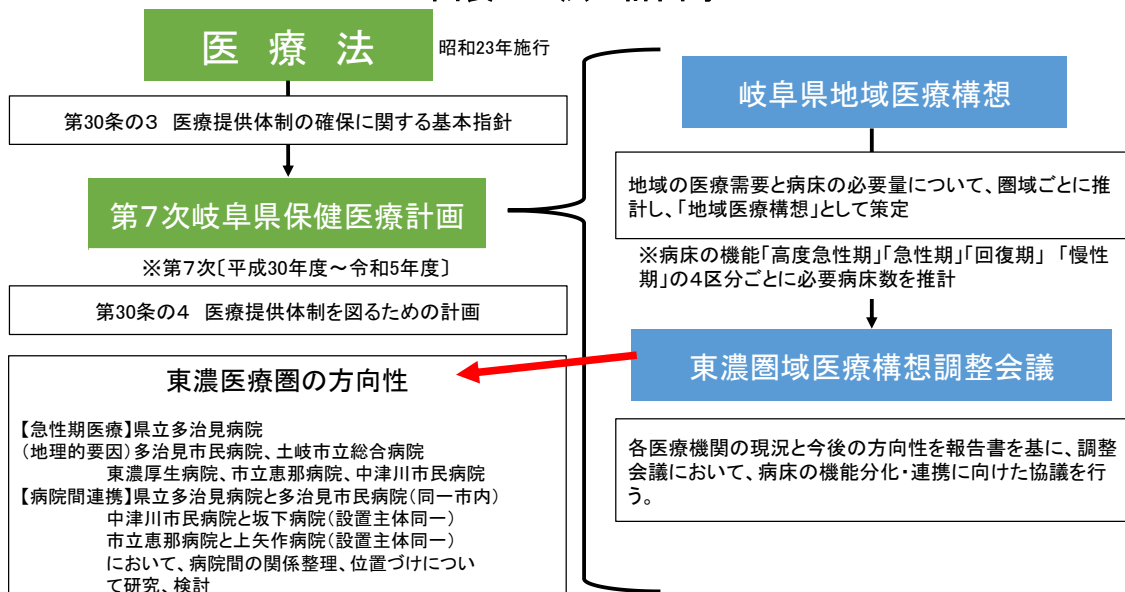 医 療 法
昭和23年施行
第30条の3 医療提供体制の確保に関する基本指針
第7次岐阜県保健医療計画
※第7次〔平成30年度～令和5年度〕
第30条の4 医療提供体制を図るための計画
東濃医療圏の方向性
【急性期医療】県立多治見病院
(地理的要因)多治見市民病院、土岐市立総合病院
東濃厚生病院、市立恵那病院、中津川市民病院
【病院間連携】県立多治見病院と多治見市民病院(同一市内)
中津川市民病院と坂下病院(設置主体同一)
市立恵那病院と上矢作病院(設置主体同一)
において、病院間の関係整理、位置づけについ
て研究、検討
岐阜県地域医療構想
地域の医療需要と病床の必要量について、圏域ごとに推
計し、「地域医療構想」として策定
※病床の機能「高度急性期」「急性期」「回復期」 「慢性
期」の4区分ごとに必要病床数を推計
東濃圏域医療構想調整会議
各医療機関の現況と今後の方向性を報告書を基に、調整
会議において、病床の機能分化・連携に向けた協議を行
う。